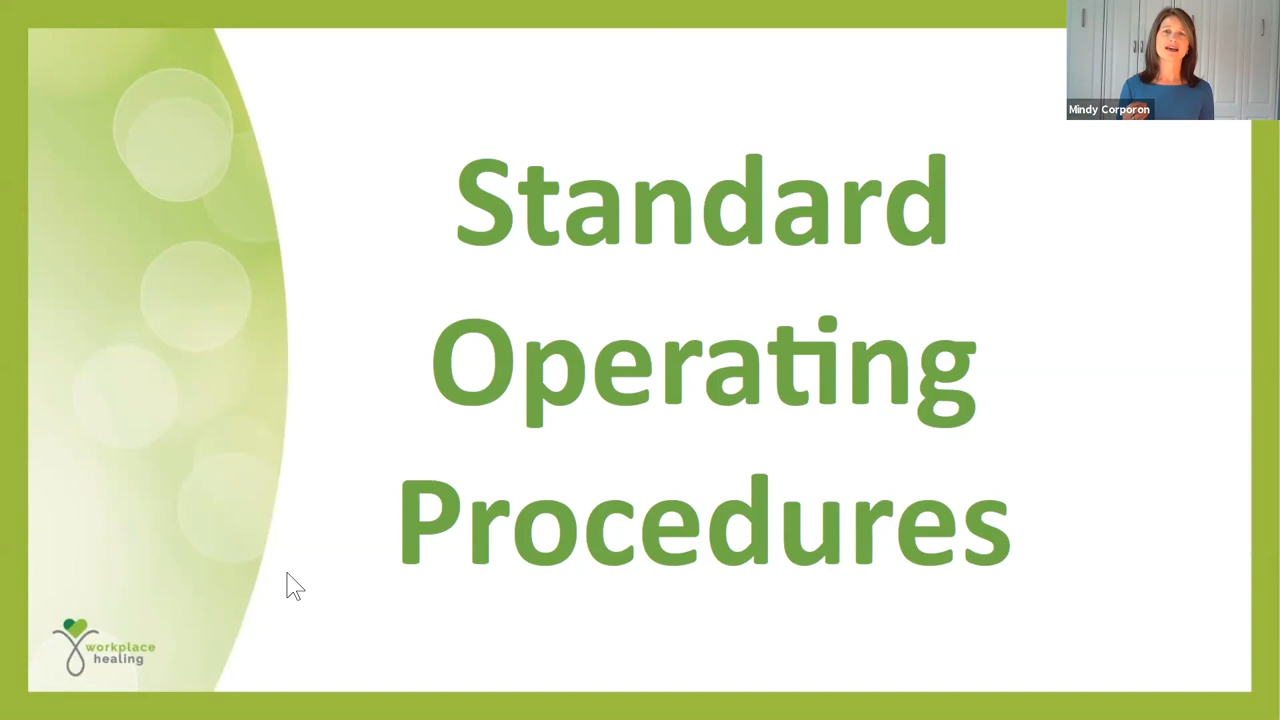 Mindy Corporon
Standard
Operating
Procedures
workplace
healing